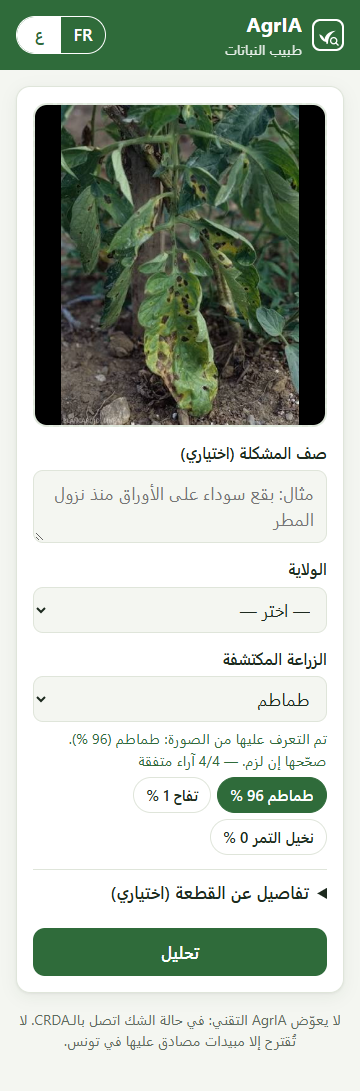 AgrIA
طبيب النباتات
FR
ع
صف المشكلة (اختياري)
مثال: بقع سوداء على الأوراق منذ نزول
المطر
الولاية
— اختر —
الزراعة المكتشفة
طماطم
تم التعرف عليها من الصورة: طماطم (96 %).
صحّحها إن لزم. — 4/4 آراء متفقة
طماطم 96 %
تفاح 1 %
نخيل التمر 0 %
تفاصيل عن القطعة (اختياري)
تحليل
لا يعوّض AgrIA التقني: في حالة الشك اتصل بالـCRDA. لا
تُقترح إلا مبيدات مصادق عليها في تونس.